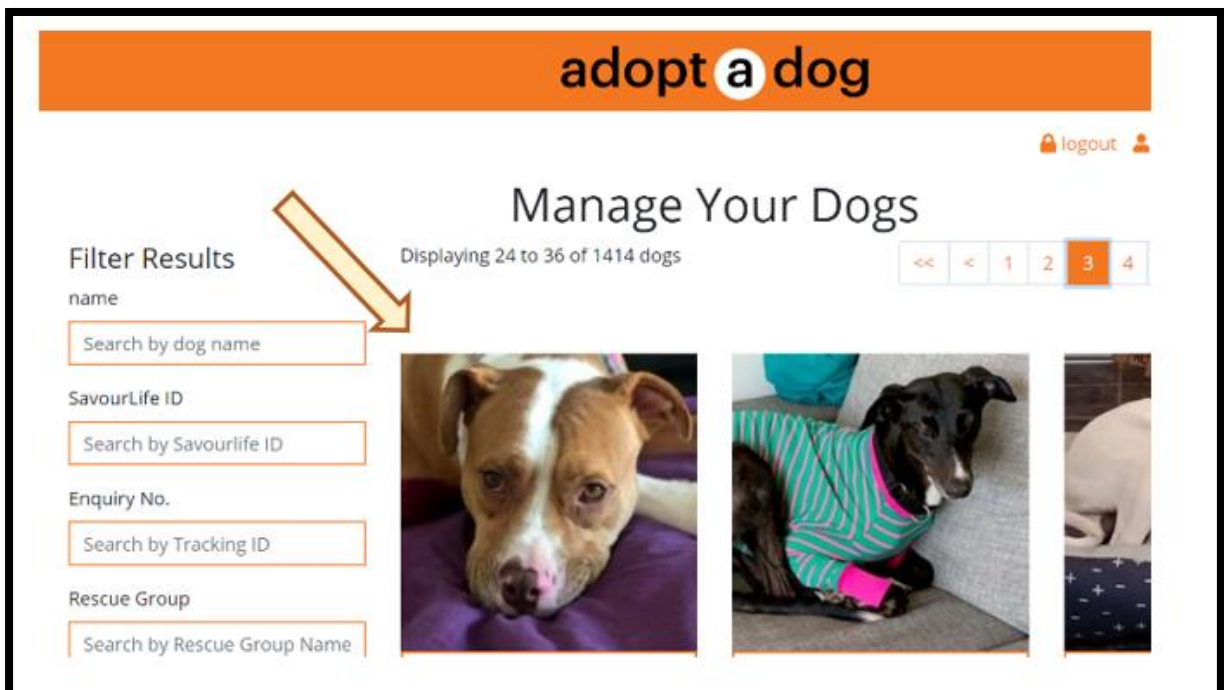 adopt a dog
logout
Manage Your Dogs
Filter Results
Displaying 24 to 36 of 1414 dogs
<< < 1 2 3 4
name
Search by dog name
SavourLife ID
Search by Savourlife ID
Enquiry No.
Search by Tracking ID
Rescue Group
Search by Rescue Group Name